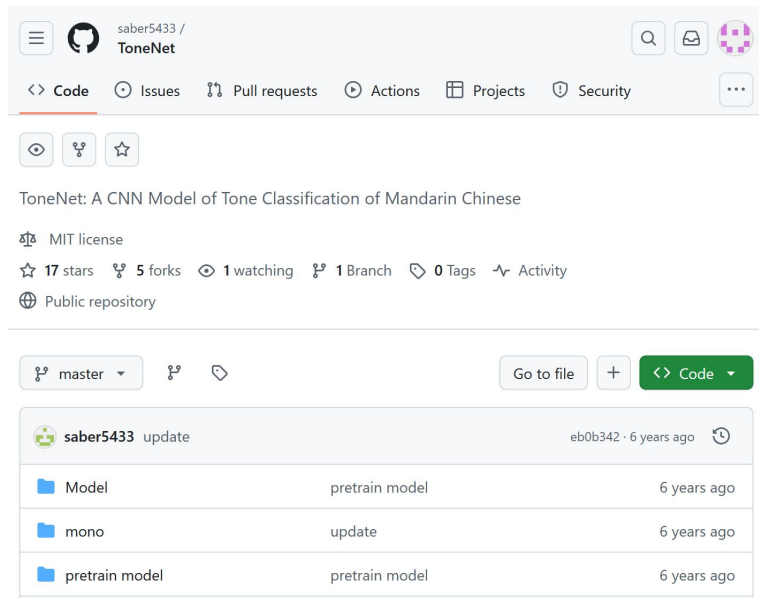 saber5433 /
ToneNet
Code Issues Pull requests Actions Projects Security
ToneNet: A CNN Model of Tone Classification of Mandarin Chinese
MIT license
17 stars 5 forks 1 watching 1 Branch 0 Tags Activity
Public repository
master Go to file Code
saber5433 update eb0b342 · 6 years ago
Model pretrain model 6 years ago
mono update 6 years ago
pretrain model pretrain model 6 years ago